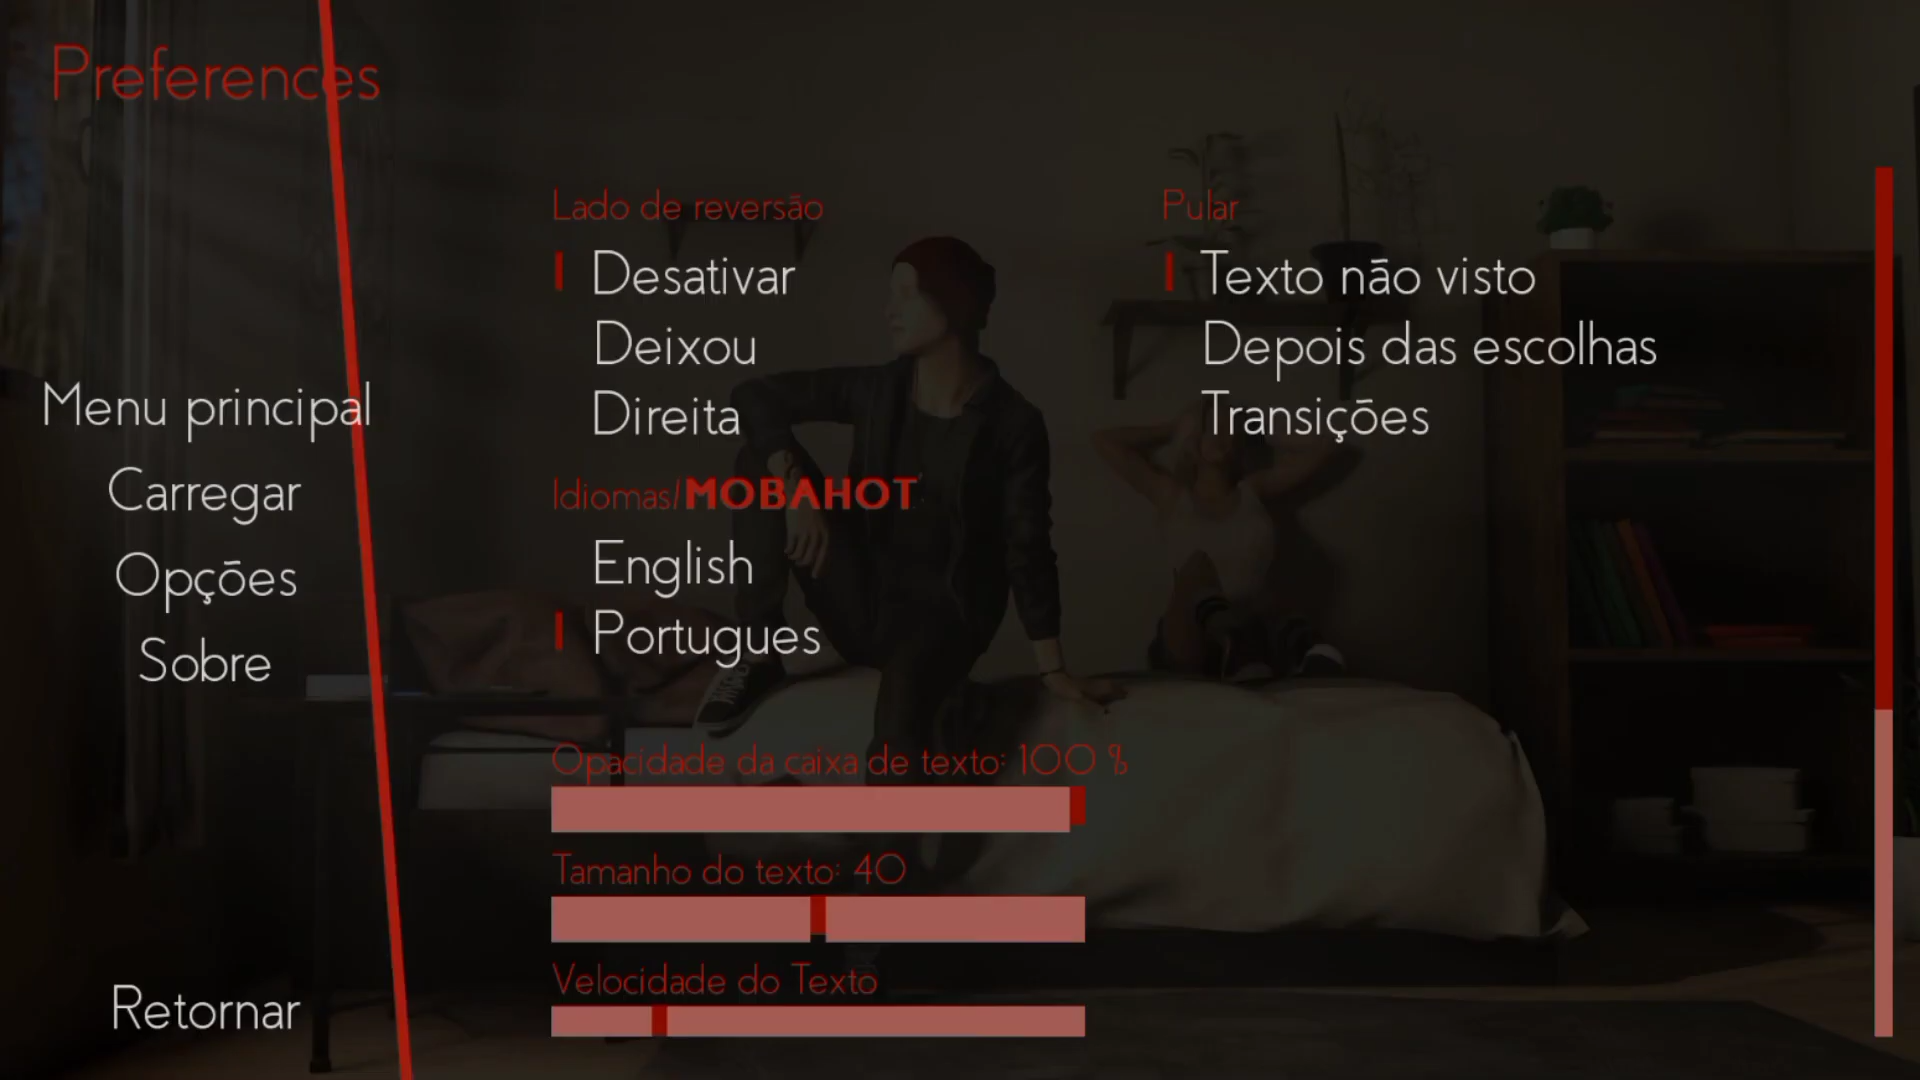 Preferences
Menu principal
Carregar
Opções
Sobre
Retornar
Lado de reversão
Desativar
Deixou
Direita
Idiomas/MOBAHOT
English
Portugues
Pular
Texto não visto
Depois das escolhas
Transições
Opacidade da caixa de texto: 100 %
Tamanho do texto: 40
Velocidade do Texto